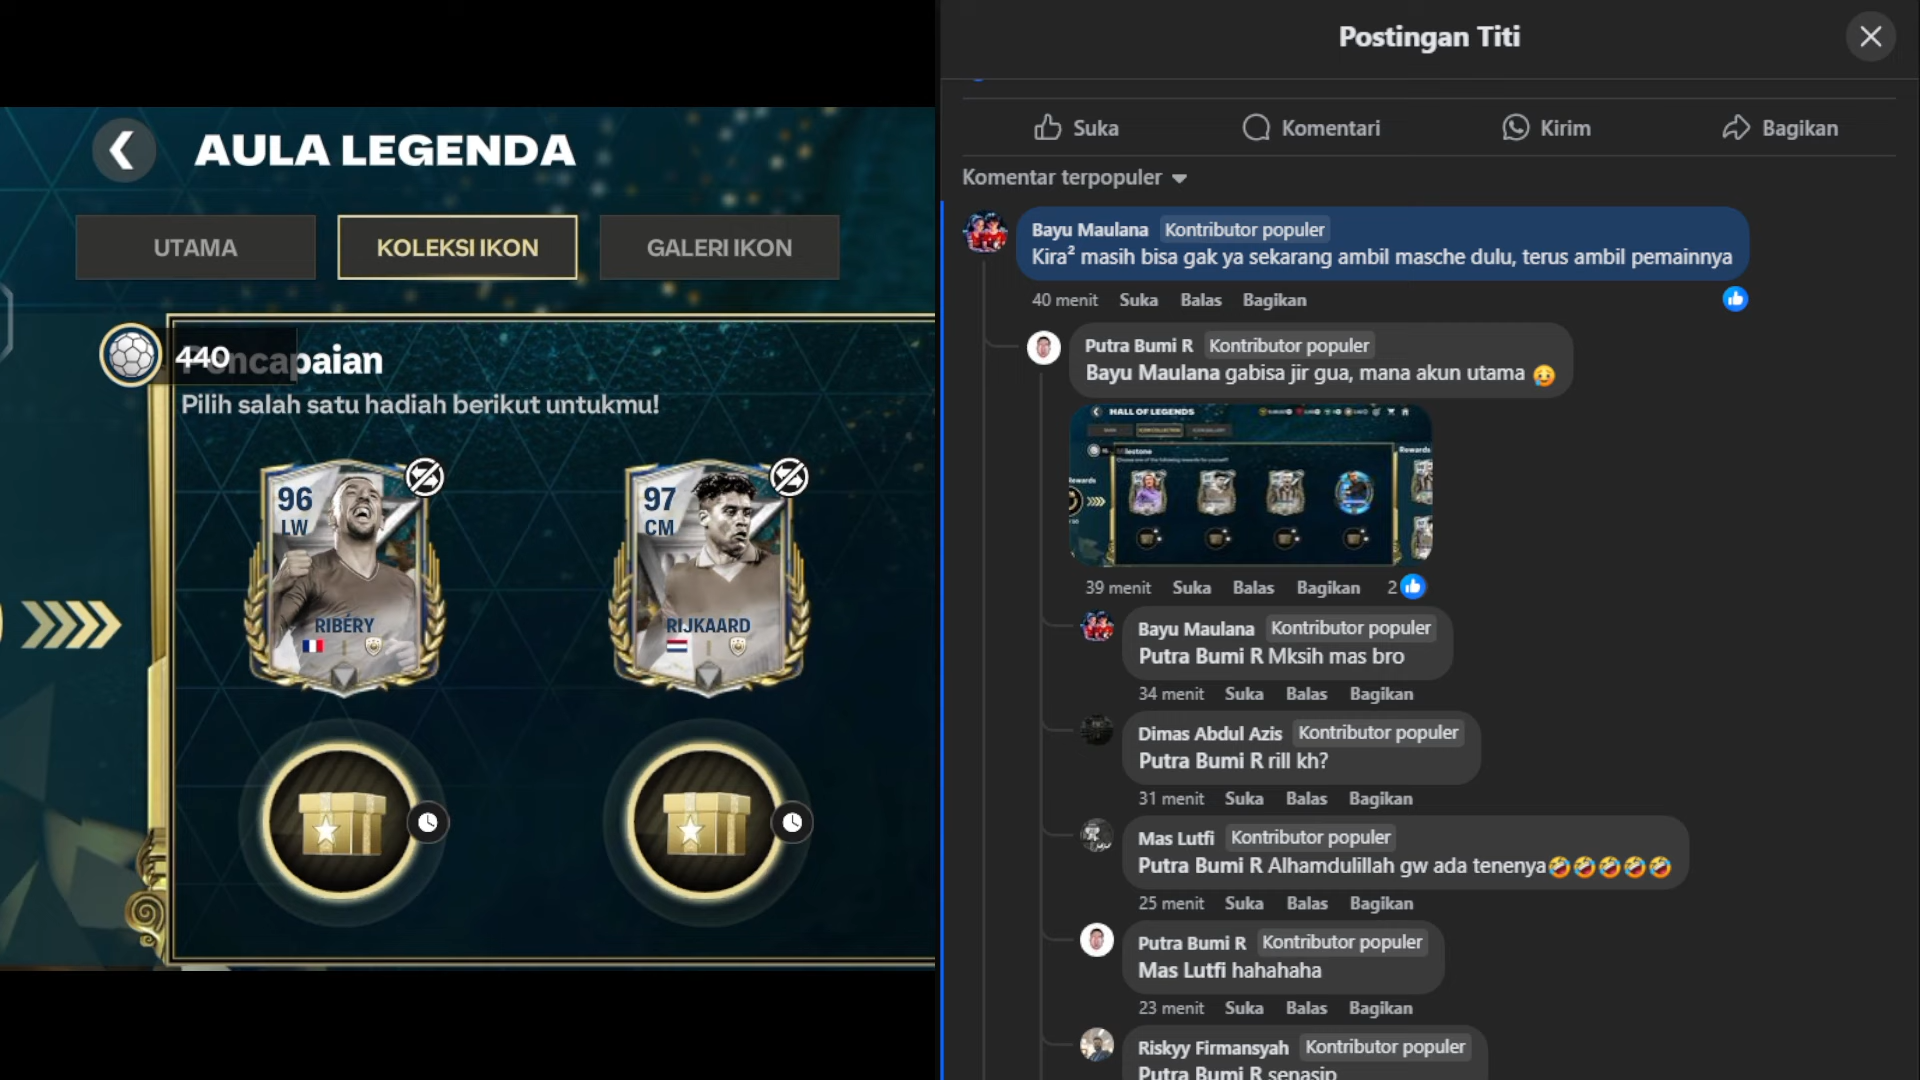 AULA LEGENDA
UTAMA
KOLEKSI IKON
GALERI IKON
440
Pencapaian
Pilih salah satu hadiah berikut untukmu!
96
LW
RIBÉRY
97
CM
RIJKAARD
Postingan Titi
Suka
Komentari
Kirim
Bagikan
Komentar terpopuler
Bayu Maulana Kontributor populer
Kira² masih bisa gak ya sekarang ambil masche dulu, terus ambil pemainnya
40 menit Suka Balas Bagikan
Putra Bumi R Kontributor populer
Bayu Maulana gabisa jir gua, mana akun utama 🥲
HALL OF LEGENDS
Rewards
39 menit Suka Balas Bagikan 2
Bayu Maulana Kontributor populer
Putra Bumi R Mksih mas bro
34 menit Suka Balas Bagikan
Dimas Abdul Azis Kontributor populer
Putra Bumi R rill kh?
31 menit Suka Balas Bagikan
Mas Lutfi Kontributor populer
Putra Bumi R Alhamdulillah gw ada tenenya🤣🤣🤣🤣🤣
25 menit Suka Balas Bagikan
Putra Bumi R Kontributor populer
Mas Lutfi hahahaha
23 menit Suka Balas Bagikan
Riskyy Firmansyah Kontributor populer
Putra Bumi R senasip